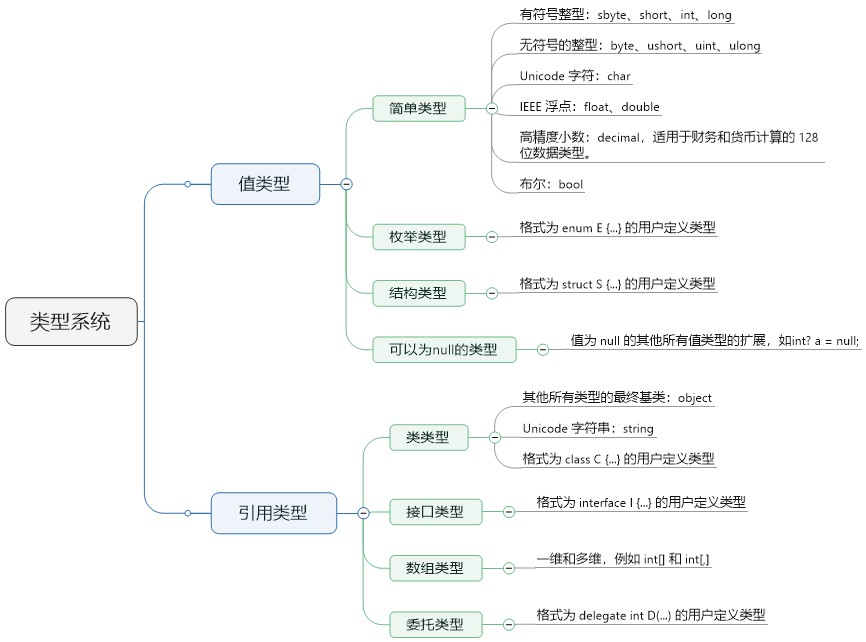 类型系统
值类型
简单类型
有符号整型：sbyte、short、int、long
无符号的整型：byte、ushort、uint、ulong
Unicode 字符：char
IEEE 浮点：float、double
高精度小数：decimal，适用于财务和货币计算的 128
位数据类型。
布尔：bool
枚举类型
格式为 enum E {...} 的用户定义类型
结构类型
格式为 struct S {...} 的用户定义类型
可以为null的类型
值为 null 的其他所有值类型的扩展，如int? a = null;
引用类型
类类型
其他所有类型的最终基类：object
Unicode 字符串：string
格式为 class C {...} 的用户定义类型
接口类型
格式为 interface I {...} 的用户定义类型
数组类型
一维和多维，例如 int[] 和 int[,]
委托类型
格式为 delegate int D(...) 的用户定义类型